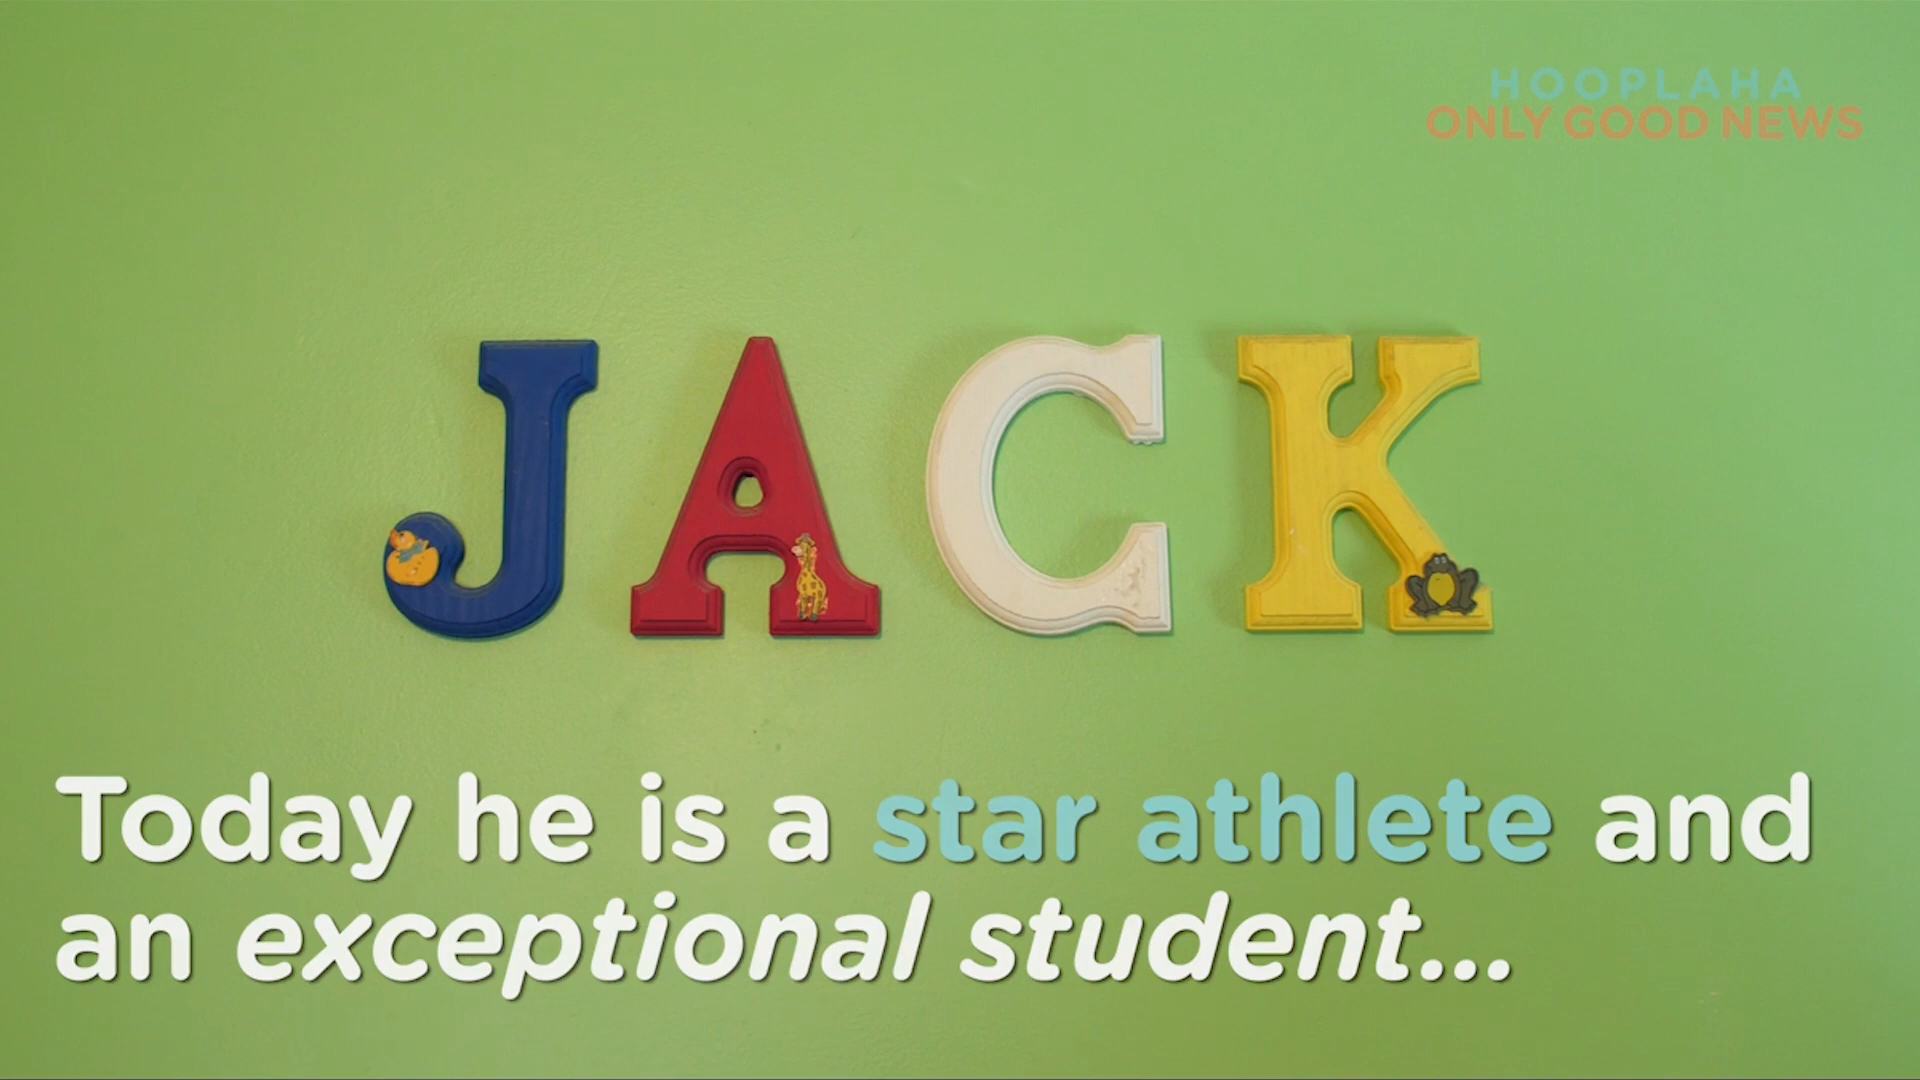 HOOPLAHA
ONLY GOOD NEWS
JACK
Today he is a star athlete and
an exceptional student...